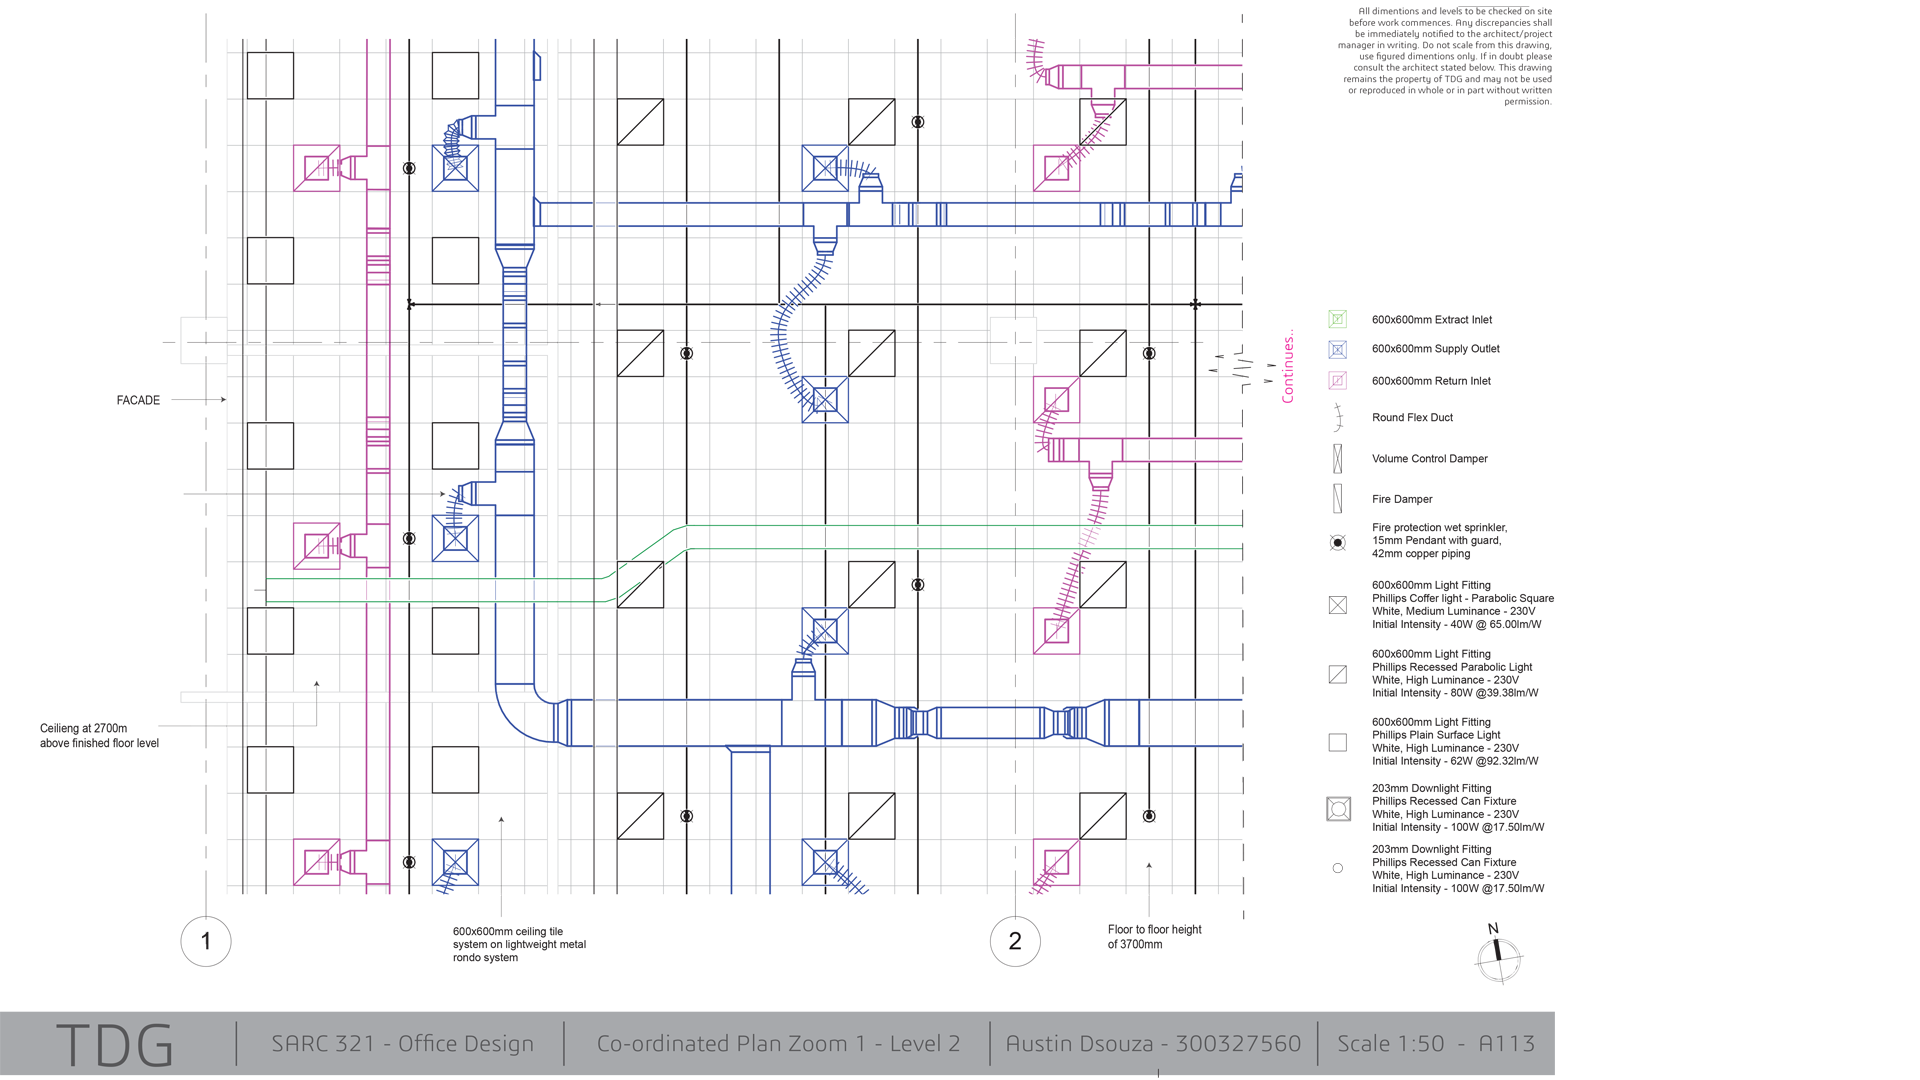 All dimentions and levels to be checked on site
before work commences. Any discrepancies shall
be immediately notified to the architect/project
manager in writing. Do not scale from this drawing,
use figured dimentions only. If in doubt please
consult the architect stated below. This drawing
remains the property of TDG and may not be used
or reproduced in whole or in part without written
permission.
600x600mm Extract Inlet
600x600mm Supply Outlet
600x600mm Return Inlet
Round Flex Duct
Volume Control Damper
Fire Damper
Fire protection wet sprinkler,
15mm Pendant with guard,
42mm copper piping
600x600mm Light Fitting
Phillips Coffer light - Parabolic Square
White, Medium Luminance - 230V
Initial Intensity - 40W @ 65.00lm/W
600x600mm Light Fitting
Phillips Recessed Parabolic Light
White, High Luminance - 230V
Initial Intensity - 80W @39.38lm/W
600x600mm Light Fitting
Phillips Plain Surface Light
White, High Luminance - 230V
Initial Intensity - 62W @92.32lm/W
203mm Downlight Fitting
Phillips Recessed Can Fixture
White, High Luminance - 230V
Initial Intensity - 100W @17.50lm/W
203mm Downlight Fitting
Phillips Recessed Can Fixture
White, High Luminance - 230V
Initial Intensity - 100W @17.50lm/W
Continues..
FACADE
Ceilieng at 2700m
above finished floor level
600x600mm ceiling tile
system on lightweight metal
rondo system
Floor to floor height
of 3700mm
1
2
N
TDG
SARC 321 - Office Design
Co-ordinated Plan Zoom 1 - Level 2
Austin Dsouza - 300327560
Scale 1:50 - A113